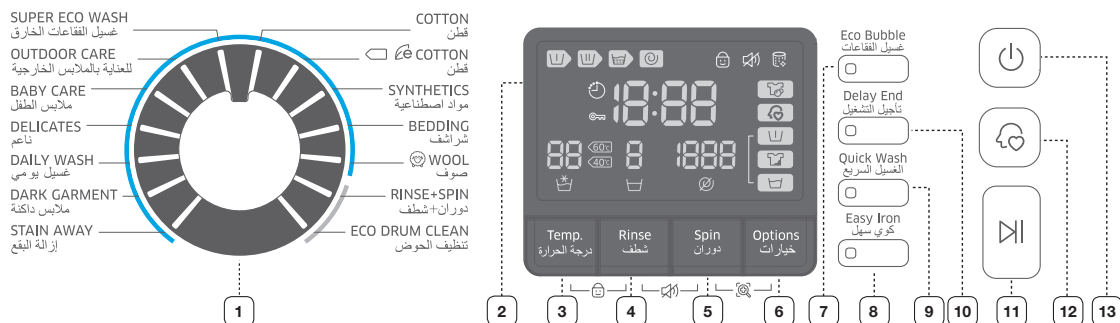 SUPER ECO WASH
غسيل الفقاعات الخارق
OUTDOOR CARE
للعناية بالملابس الخارجية
BABY CARE
ملابس الطفل
DELICATES
ناعم
DAILY WASH
غسيل يومي
DARK GARMENT
ملابس داكنة
STAIN AWAY
إزالة البقع
COTTON
قطن
e COTTON
قطن
SYNTHETICS
مواد اصطناعية
BEDDING
شراشف
WOOL
صوف
RINSE+SPIN
دوران+شطف
ECO DRUM CLEAN
تنظيف الحوض
1
18:88
88 60℃ 8 1888
40℃
Temp.
درجة الحرارة
Rinse
شطف
Spin
دوران
Options
خيارات
Eco Bubble
غسيل الفقاعات
Delay End
تأجيل التشغيل
Quick Wash
الغسيل السريع
Easy Iron
كوي سهل
2
3
4
5
6
7
8
9
10
11
12
13